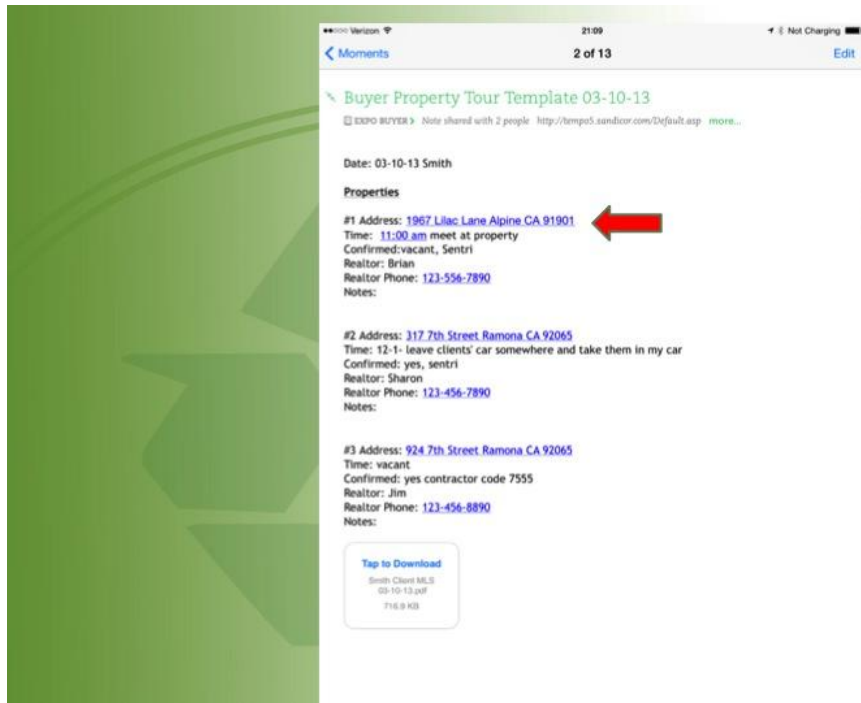 Verizon 21:09 Not Charging
Moments 2 of 13 Edit
Buyer Property Tour Template 03-10-13
EXPO BUYER Note shared with 2 people http://tempo5.sandicor.com/Default.asp more...
Date: 03-10-13 Smith
Properties
#1 Address: 1967 Lilac Lane Alpine CA 91901
Time: 11:00 am meet at property
Confirmed:vacant, Sentri
Realtor: Brian
Realtor Phone: 123-556-7890
Notes:
#2 Address: 317 7th Street Ramona CA 92065
Time: 12-1- leave clients' car somewhere and take them in my car
Confirmed: yes, sentri
Realtor: Sharon
Realtor Phone: 123-456-7890
Notes:
#3 Address: 924 7th Street Ramona CA 92065
Time: vacant
Confirmed: yes contractor code 7555
Realtor: Jim
Realtor Phone: 123-456-8890
Notes:
Tap to Download
Smith Client MLS
03-10-13.pdf
716.9 KB